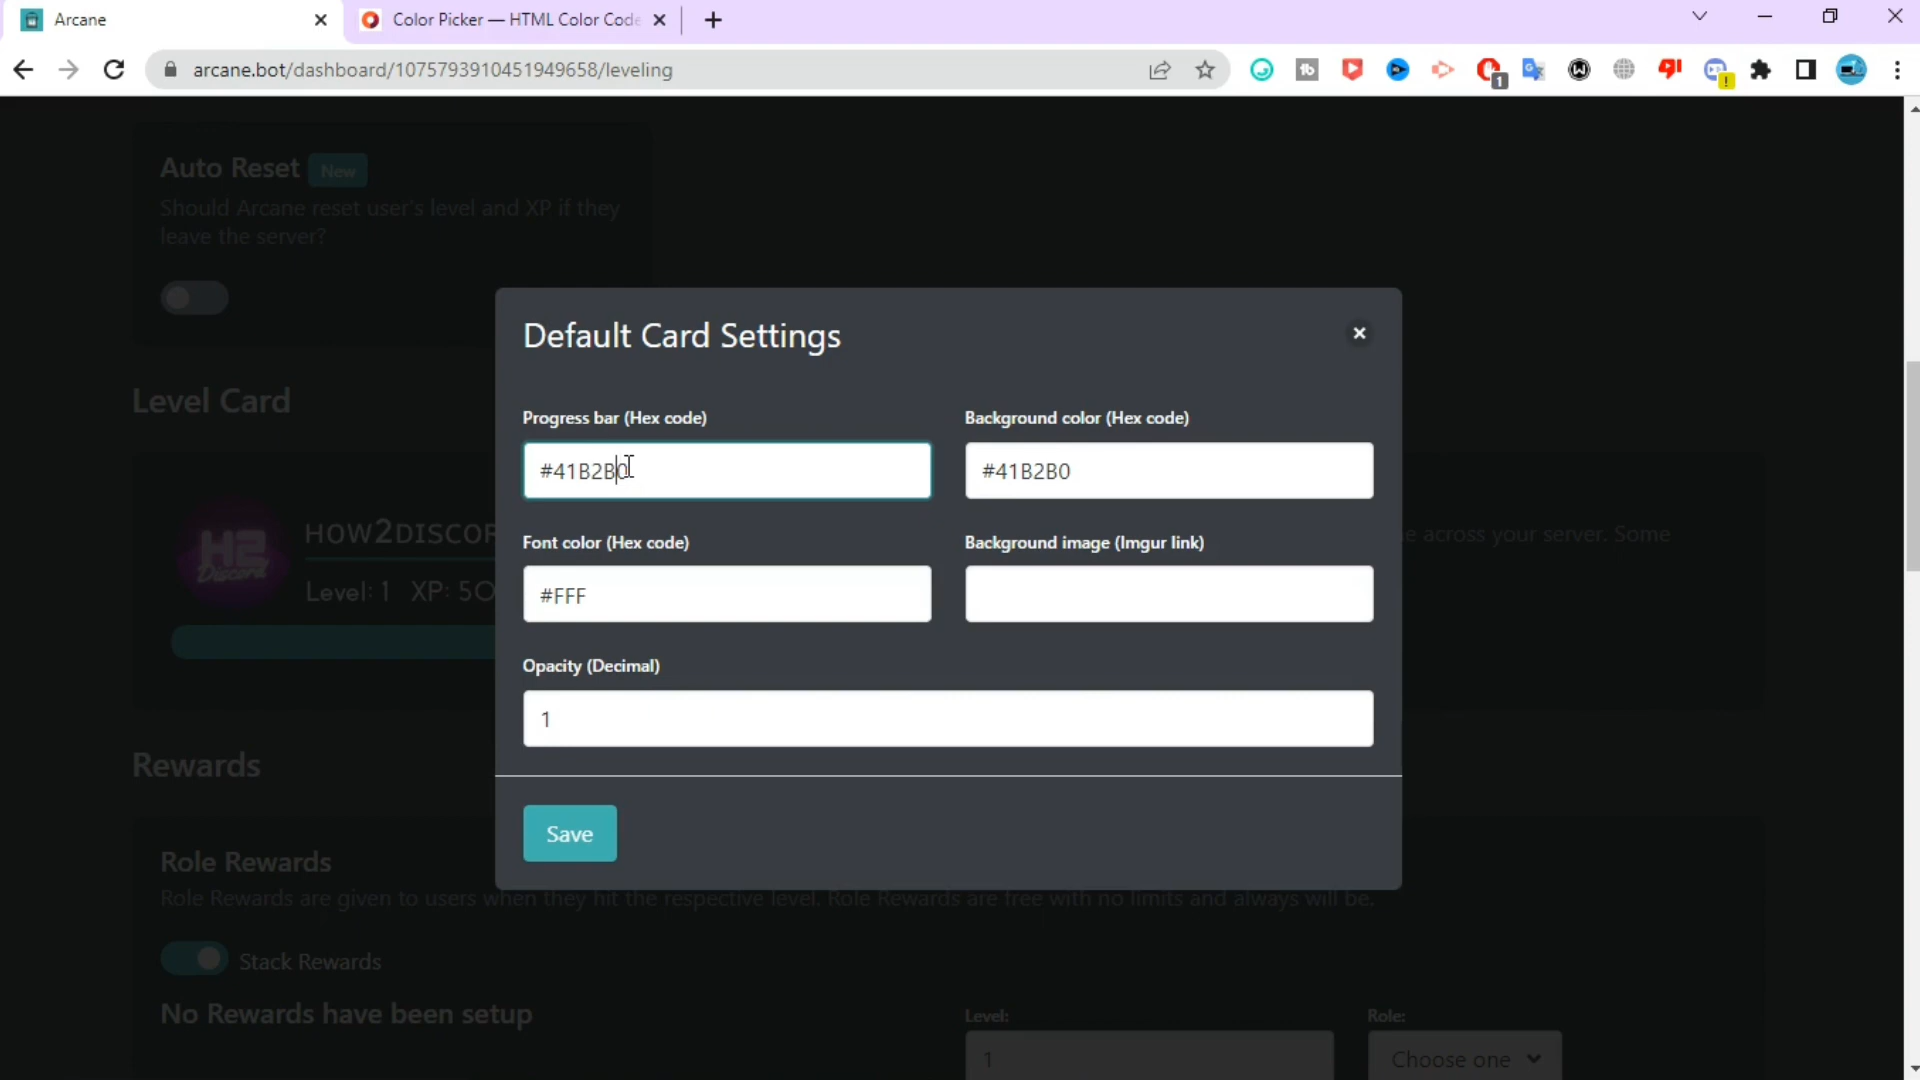 Arcane
Color Picker — HTML Color Code
arcane.bot/dashboard/1075793910451949658/leveling
1
Auto Reset New
Should Arcane reset user's level and XP if they
leave the server?
Default Card Settings
Progress bar (Hex code)
Background color (Hex code)
#41B2B0
#41B2B0
Font color (Hex code)
Background image (Imgur link)
#FFF
Opacity (Decimal)
1
Save
Level Card
H2
Discord
HOW2DISCOR
Level: 1 XP: 50
e across your server. Some
Rewards
Role Rewards
Role Rewards are given to users when they hit the respective level. Role Rewards are free with no limits and always will be.
Stack Rewards
No Rewards have been setup
Level:
Role:
1
Choose one